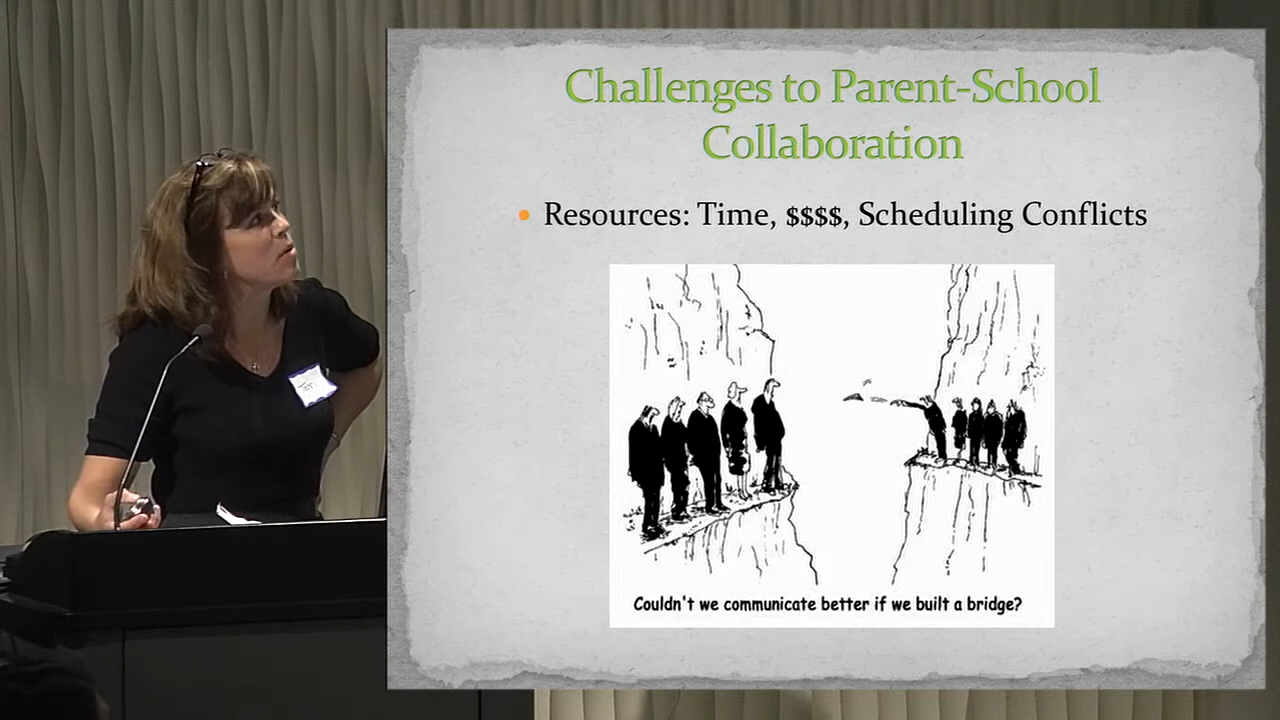 Challenges to Parent-School
Collaboration
• Resources: Time, $$$$, Scheduling Conflicts
Couldn't we communicate better if we built a bridge?